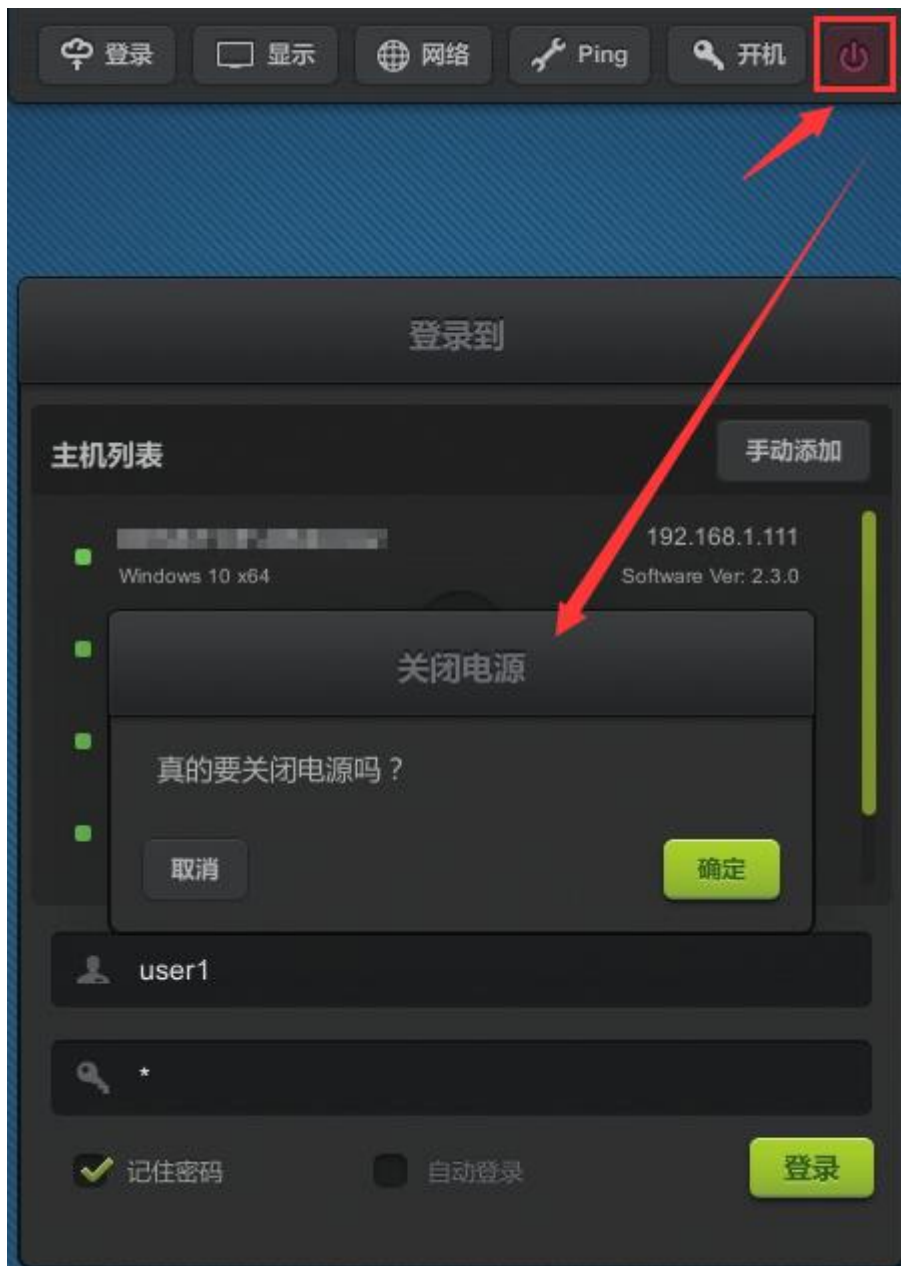 登录 显示 网络 Ping 开机
登录到
主机列表 手动添加
192.168.1.111
Windows 10 x64 Software Ver: 2.3.0
关闭电源
真的要关闭电源吗？
取消 确定
user1
*
记住密码 自动登录 登录